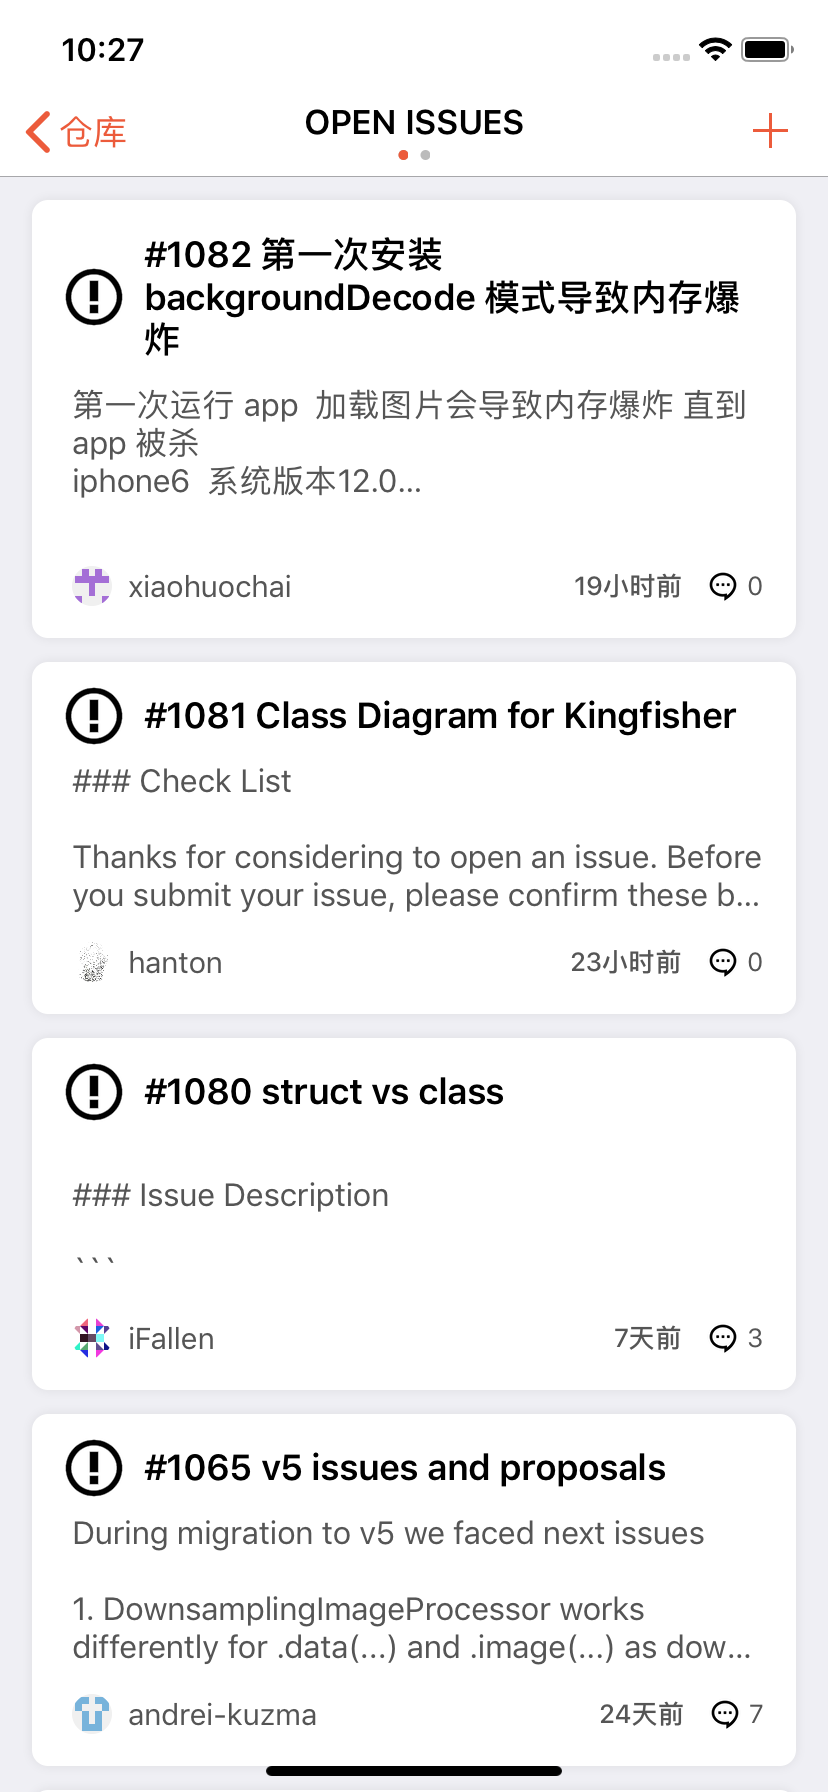 10:27
仓库
OPEN ISSUES
#1082 第一次安装
backgroundDecode 模式导致内存爆
炸
第一次运行 app  加载图片会导致内存爆炸 直到
app 被杀
iphone6  系统版本12.0...
xiaohuochai
19小时前
0
#1081 Class Diagram for Kingfisher
### Check List
Thanks for considering to open an issue. Before
you submit your issue, please confirm these b...
hanton
23小时前
0
#1080 struct vs class
### Issue Description
```
iFallen
7天前
3
#1065 v5 issues and proposals
During migration to v5 we faced next issues
1. DownsamplingImageProcessor works
differently for .data(...) and .image(...) as dow...
andrei-kuzma
24天前
7